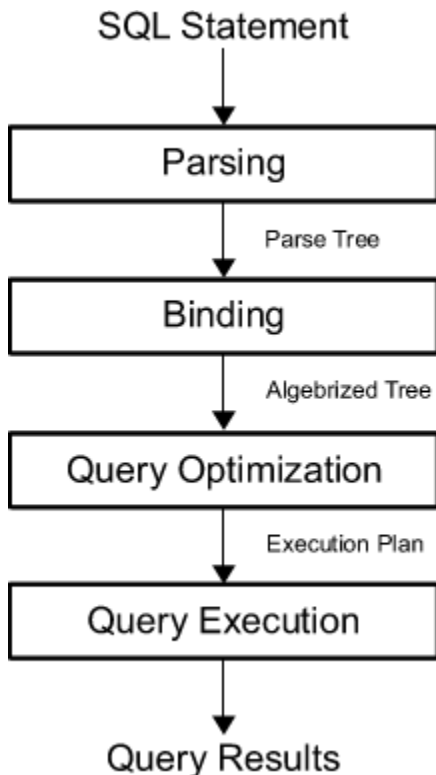 SQL Statement
Parsing
Parse Tree
Binding
Algebrized Tree
Query Optimization
Execution Plan
Query Execution
Query Results